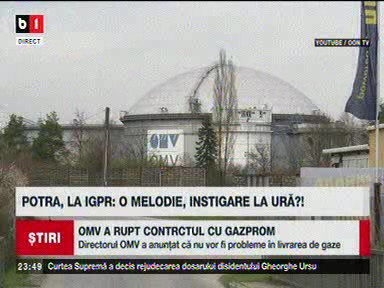 b1
DIRECT
YOUTUBE / OON TV
OMV
OMV
POTRA, LA IGPR: O MELODIE, INSTIGARE LA URĂ?!
ȘTIRI
OMV A RUPT CONTRCTUL CU GAZPROM
Directorul OMV a anunțat că nu vor fi probleme în livrarea de gaze
23:49 Curtea Supremă a decis rejudecarea dosarului disidentului Gheorghe Ursu